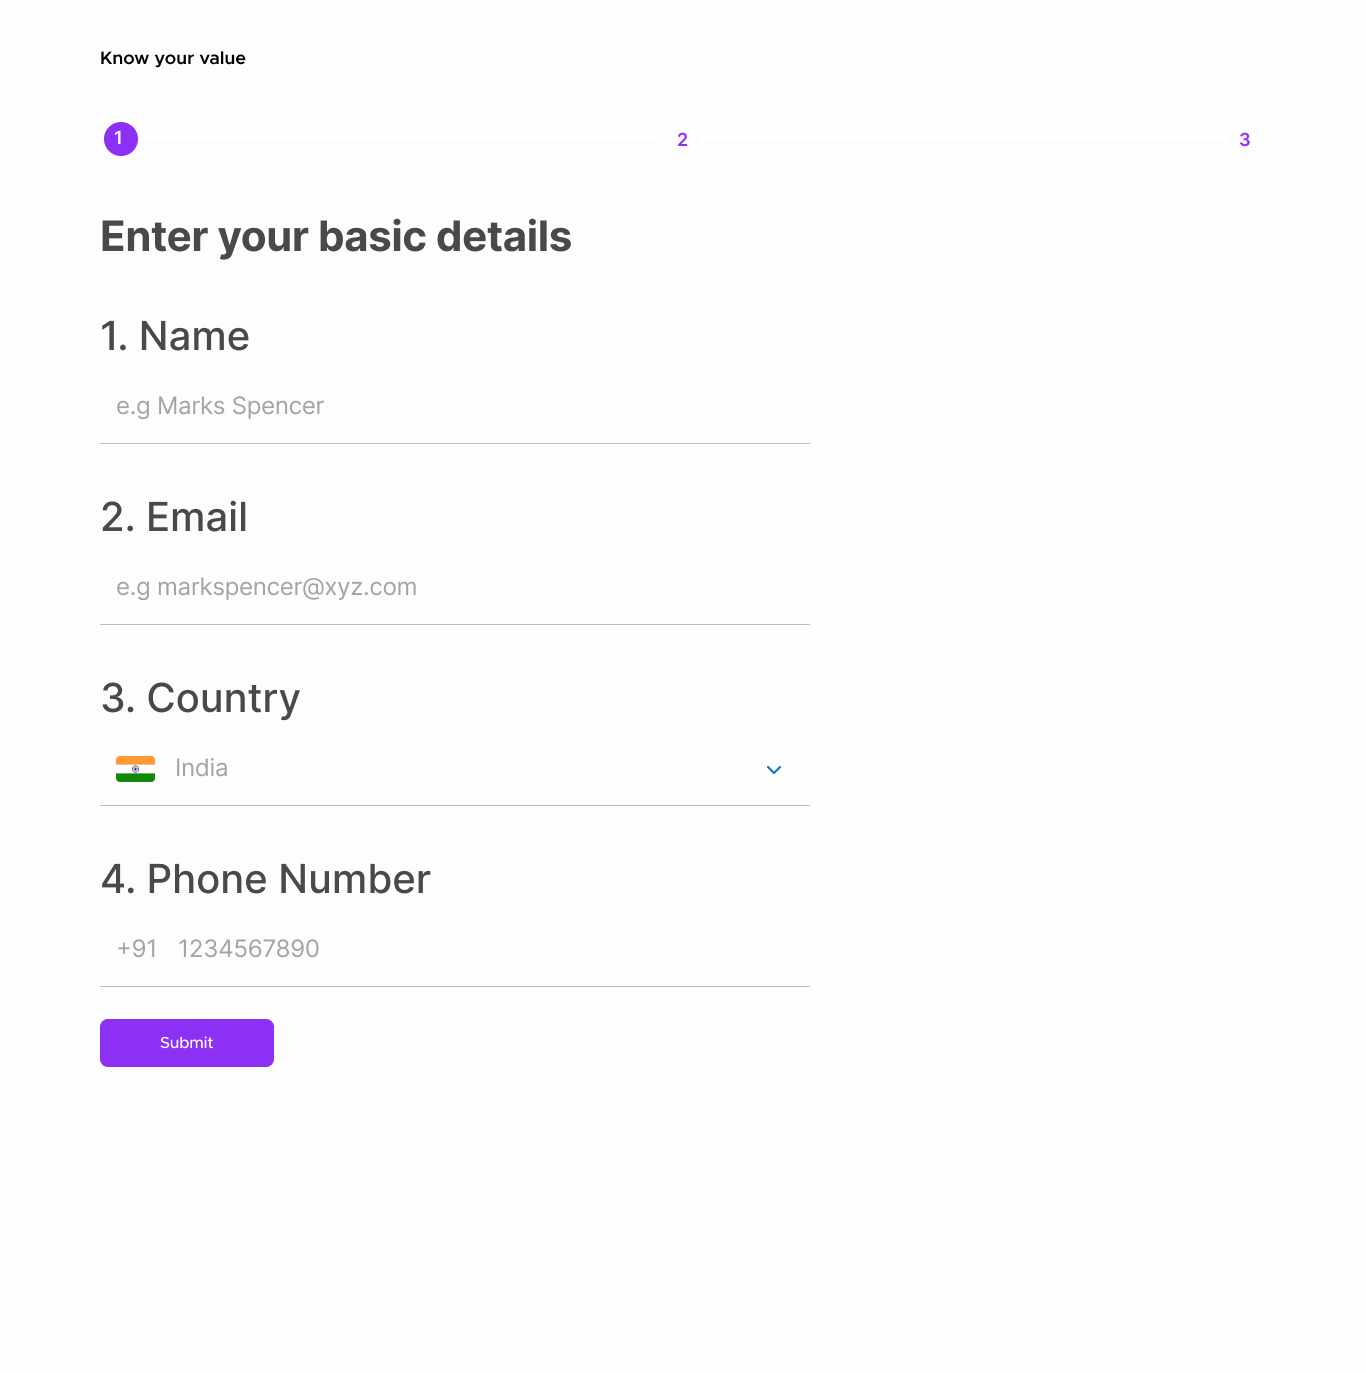 Know your value
1 2 3
Enter your basic details
1. Name
e.g Marks Spencer
2. Email
e.g markspencer@xyz.com
3. Country
India
4. Phone Number
+91 1234567890
Submit